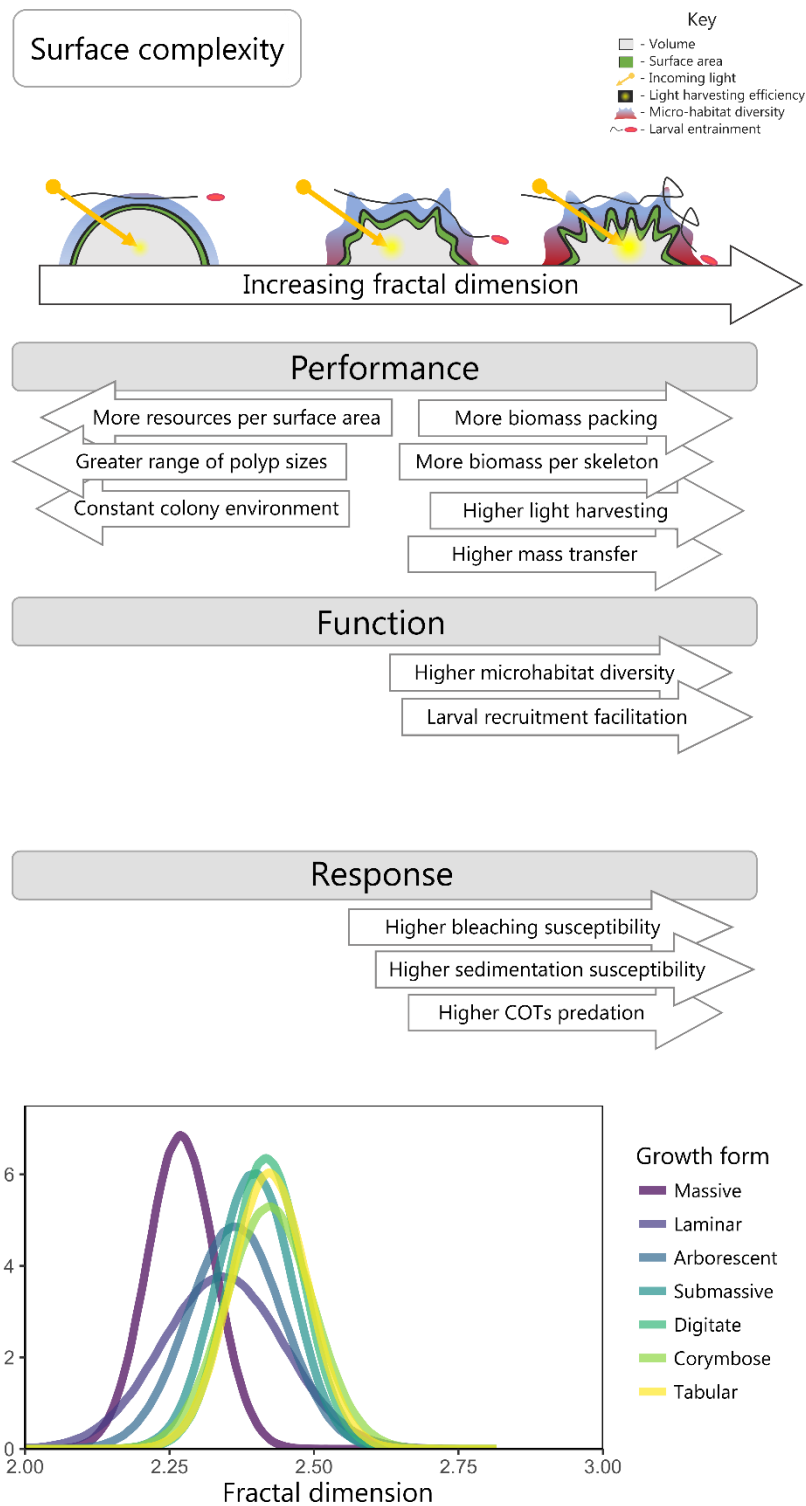 Surface complexity
Key
- Volume
- Surface area
- Incoming light
- Light harvesting efficiency
- Micro-habitat diversity
- Larval entrainment
Increasing fractal dimension
Performance
More resources per surface area
More biomass packing
Greater range of polyp sizes
More biomass per skeleton
Constant colony environment
Higher light harvesting
Higher mass transfer
Function
Higher microhabitat diversity
Larval recruitment facilitation
Response
Higher bleaching susceptibility
Higher sedimentation susceptibility
Higher COTs predation
6
4
2
0
2.00 2.25 2.50 2.75 3.00
Fractal dimension
Growth form
Massive
Laminar
Arborescent
Submassive
Digitate
Corymbose
Tabular